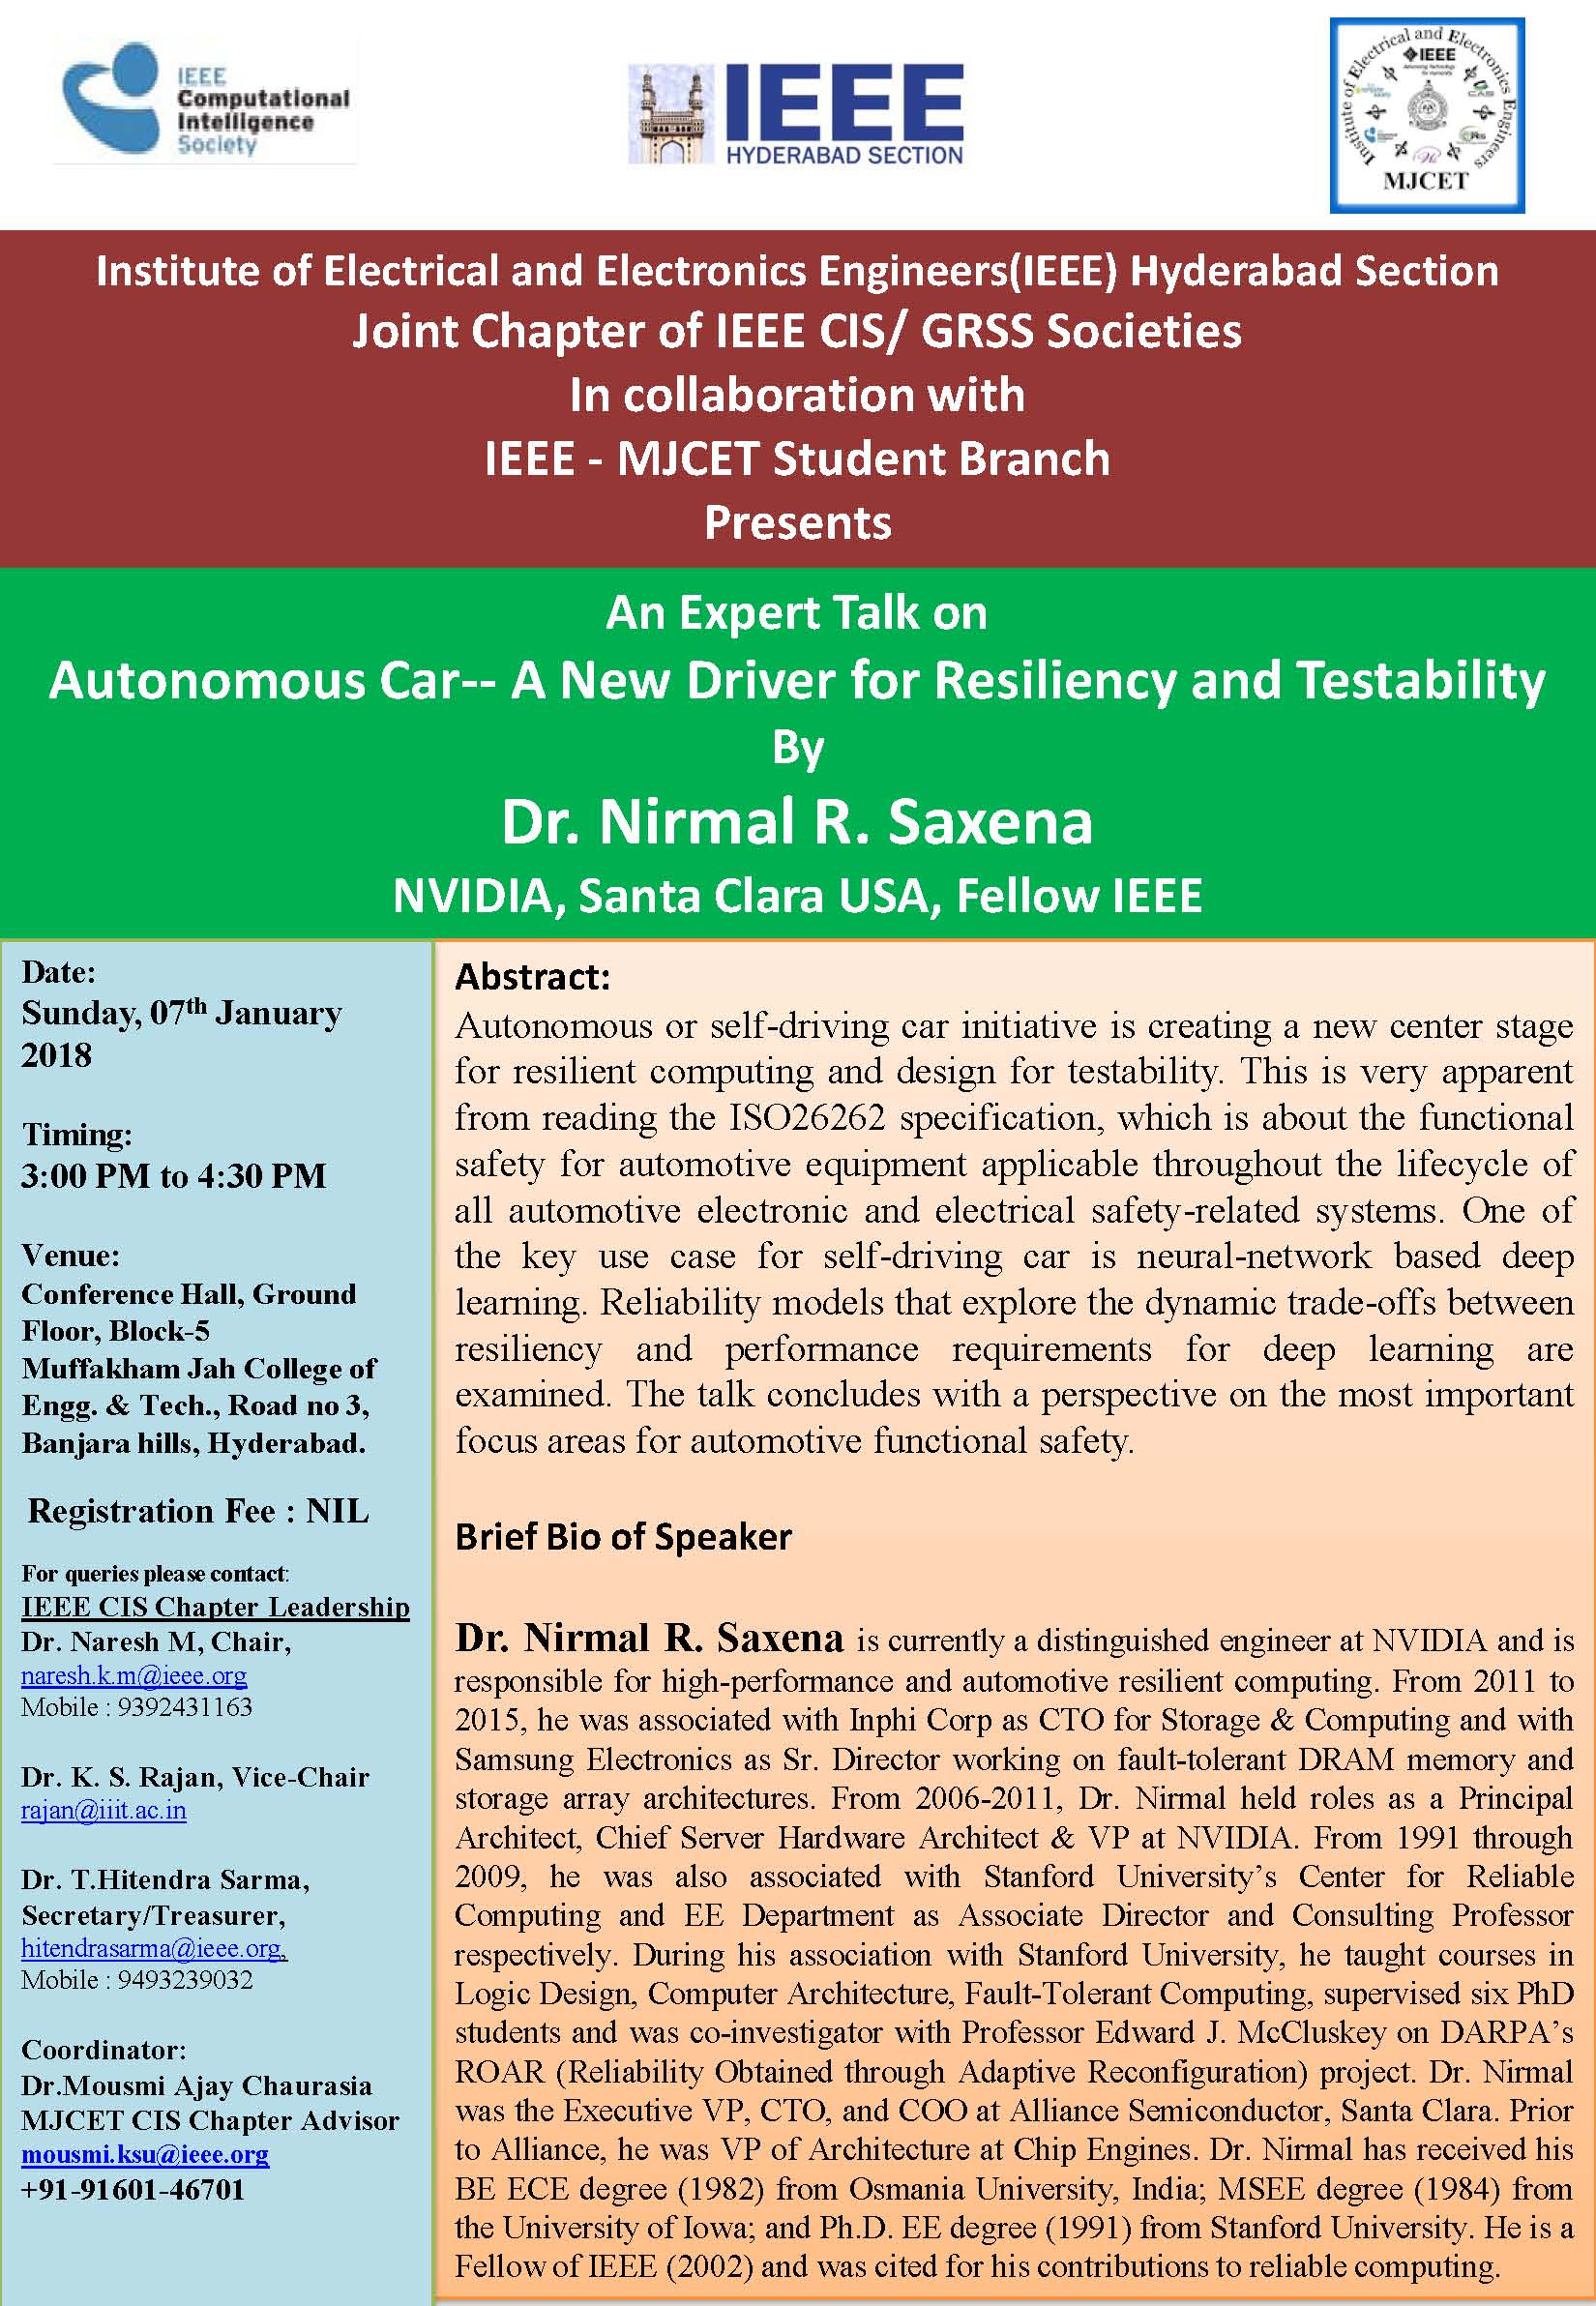 IEEE
Computational
Intelligence
Society
IEEE
HYDERABAD SECTION
Institute of Electrical and Electronics Engineers
IEEE
MJCET
Institute of Electrical and Electronics Engineers(IEEE) Hyderabad Section
Joint Chapter of IEEE CIS/ GRSS Societies
In collaboration with
IEEE - MJCET Student Branch
Presents
An Expert Talk on
Autonomous Car-- A New Driver for Resiliency and Testability
By
Dr. Nirmal R. Saxena
NVIDIA, Santa Clara USA, Fellow IEEE
Date:
Sunday, 07th January
2018
Timing:
3:00 PM to 4:30 PM
Venue:
Conference Hall, Ground
Floor, Block-5
Muffakham Jah College of
Engg. & Tech., Road no 3,
Banjara hills, Hyderabad.
Registration Fee : NIL
For queries please contact:
IEEE CIS Chapter Leadership
Dr. Naresh M, Chair,
naresh.k.m@ieee.org
Mobile : 9392431163
Dr. K. S. Rajan, Vice-Chair
rajan@iiit.ac.in
Dr. T.Hitendra Sarma,
Secretary/Treasurer,
hitendrasarma@ieee.org,
Mobile : 9493239032
Coordinator:
Dr.Mousmi Ajay Chaurasia
MJCET CIS Chapter Advisor
mousmi.ksu@ieee.org
+91-91601-46701
Abstract:
Autonomous or self-driving car initiative is creating a new center stage
for resilient computing and design for testability. This is very apparent
from reading the ISO26262 specification, which is about the functional
safety for automotive equipment applicable throughout the lifecycle of
all automotive electronic and electrical safety-related systems. One of
the key use case for self-driving car is neural-network based deep
learning. Reliability models that explore the dynamic trade-offs between
resiliency and performance requirements for deep learning are
examined. The talk concludes with a perspective on the most important
focus areas for automotive functional safety.
Brief Bio of Speaker
Dr. Nirmal R. Saxena is currently a distinguished engineer at NVIDIA and is
responsible for high-performance and automotive resilient computing. From 2011 to
2015, he was associated with Inphi Corp as CTO for Storage & Computing and with
Samsung Electronics as Sr. Director working on fault-tolerant DRAM memory and
storage array architectures. From 2006-2011, Dr. Nirmal held roles as a Principal
Architect, Chief Server Hardware Architect & VP at NVIDIA. From 1991 through
2009, he was also associated with Stanford University's Center for Reliable
Computing and EE Department as Associate Director and Consulting Professor
respectively. During his association with Stanford University, he taught courses in
Logic Design, Computer Architecture, Fault-Tolerant Computing, supervised six PhD
students and was co-investigator with Professor Edward J. McCluskey on DARPA's
ROAR (Reliability Obtained through Adaptive Reconfiguration) project. Dr. Nirmal
was the Executive VP, CTO, and COO at Alliance Semiconductor, Santa Clara. Prior
to Alliance, he was VP of Architecture at Chip Engines. Dr. Nirmal has received his
BE ECE degree (1982) from Osmania University, India; MSEE degree (1984) from
the University of Iowa; and Ph.D. EE degree (1991) from Stanford University. He is a
Fellow of IEEE (2002) and was cited for his contributions to reliable computing.